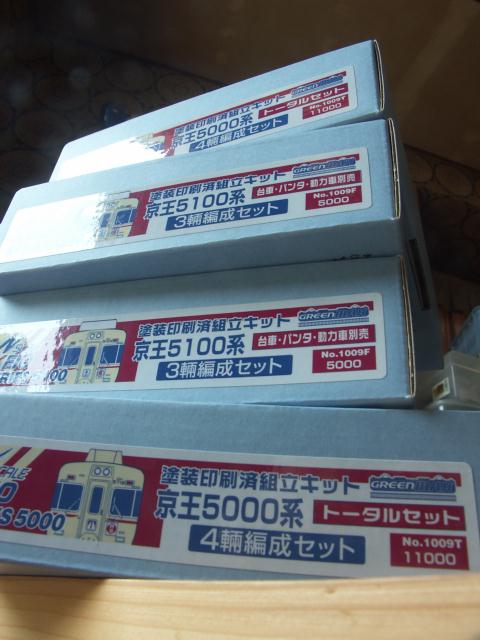 塗装印刷済組立キット
京王5000系
4輛編成セット
GREENMAX
トータルセット
No.1009T
11000
塗装印刷済組立キット
京王5100系
3輛編成セット
GREENMAX
台車・パンタ・動力車別売
No.1009F
5000
塗装印刷済組立キット
京王5100系
3輛編成セット
GREENMAX
台車・パンタ・動力車別売
No.1009F
5000
SCALE
5000
塗装印刷済組立キット
京王5000系
4輛編成セット
GREENMAX
トータルセット
No.1009T
11000